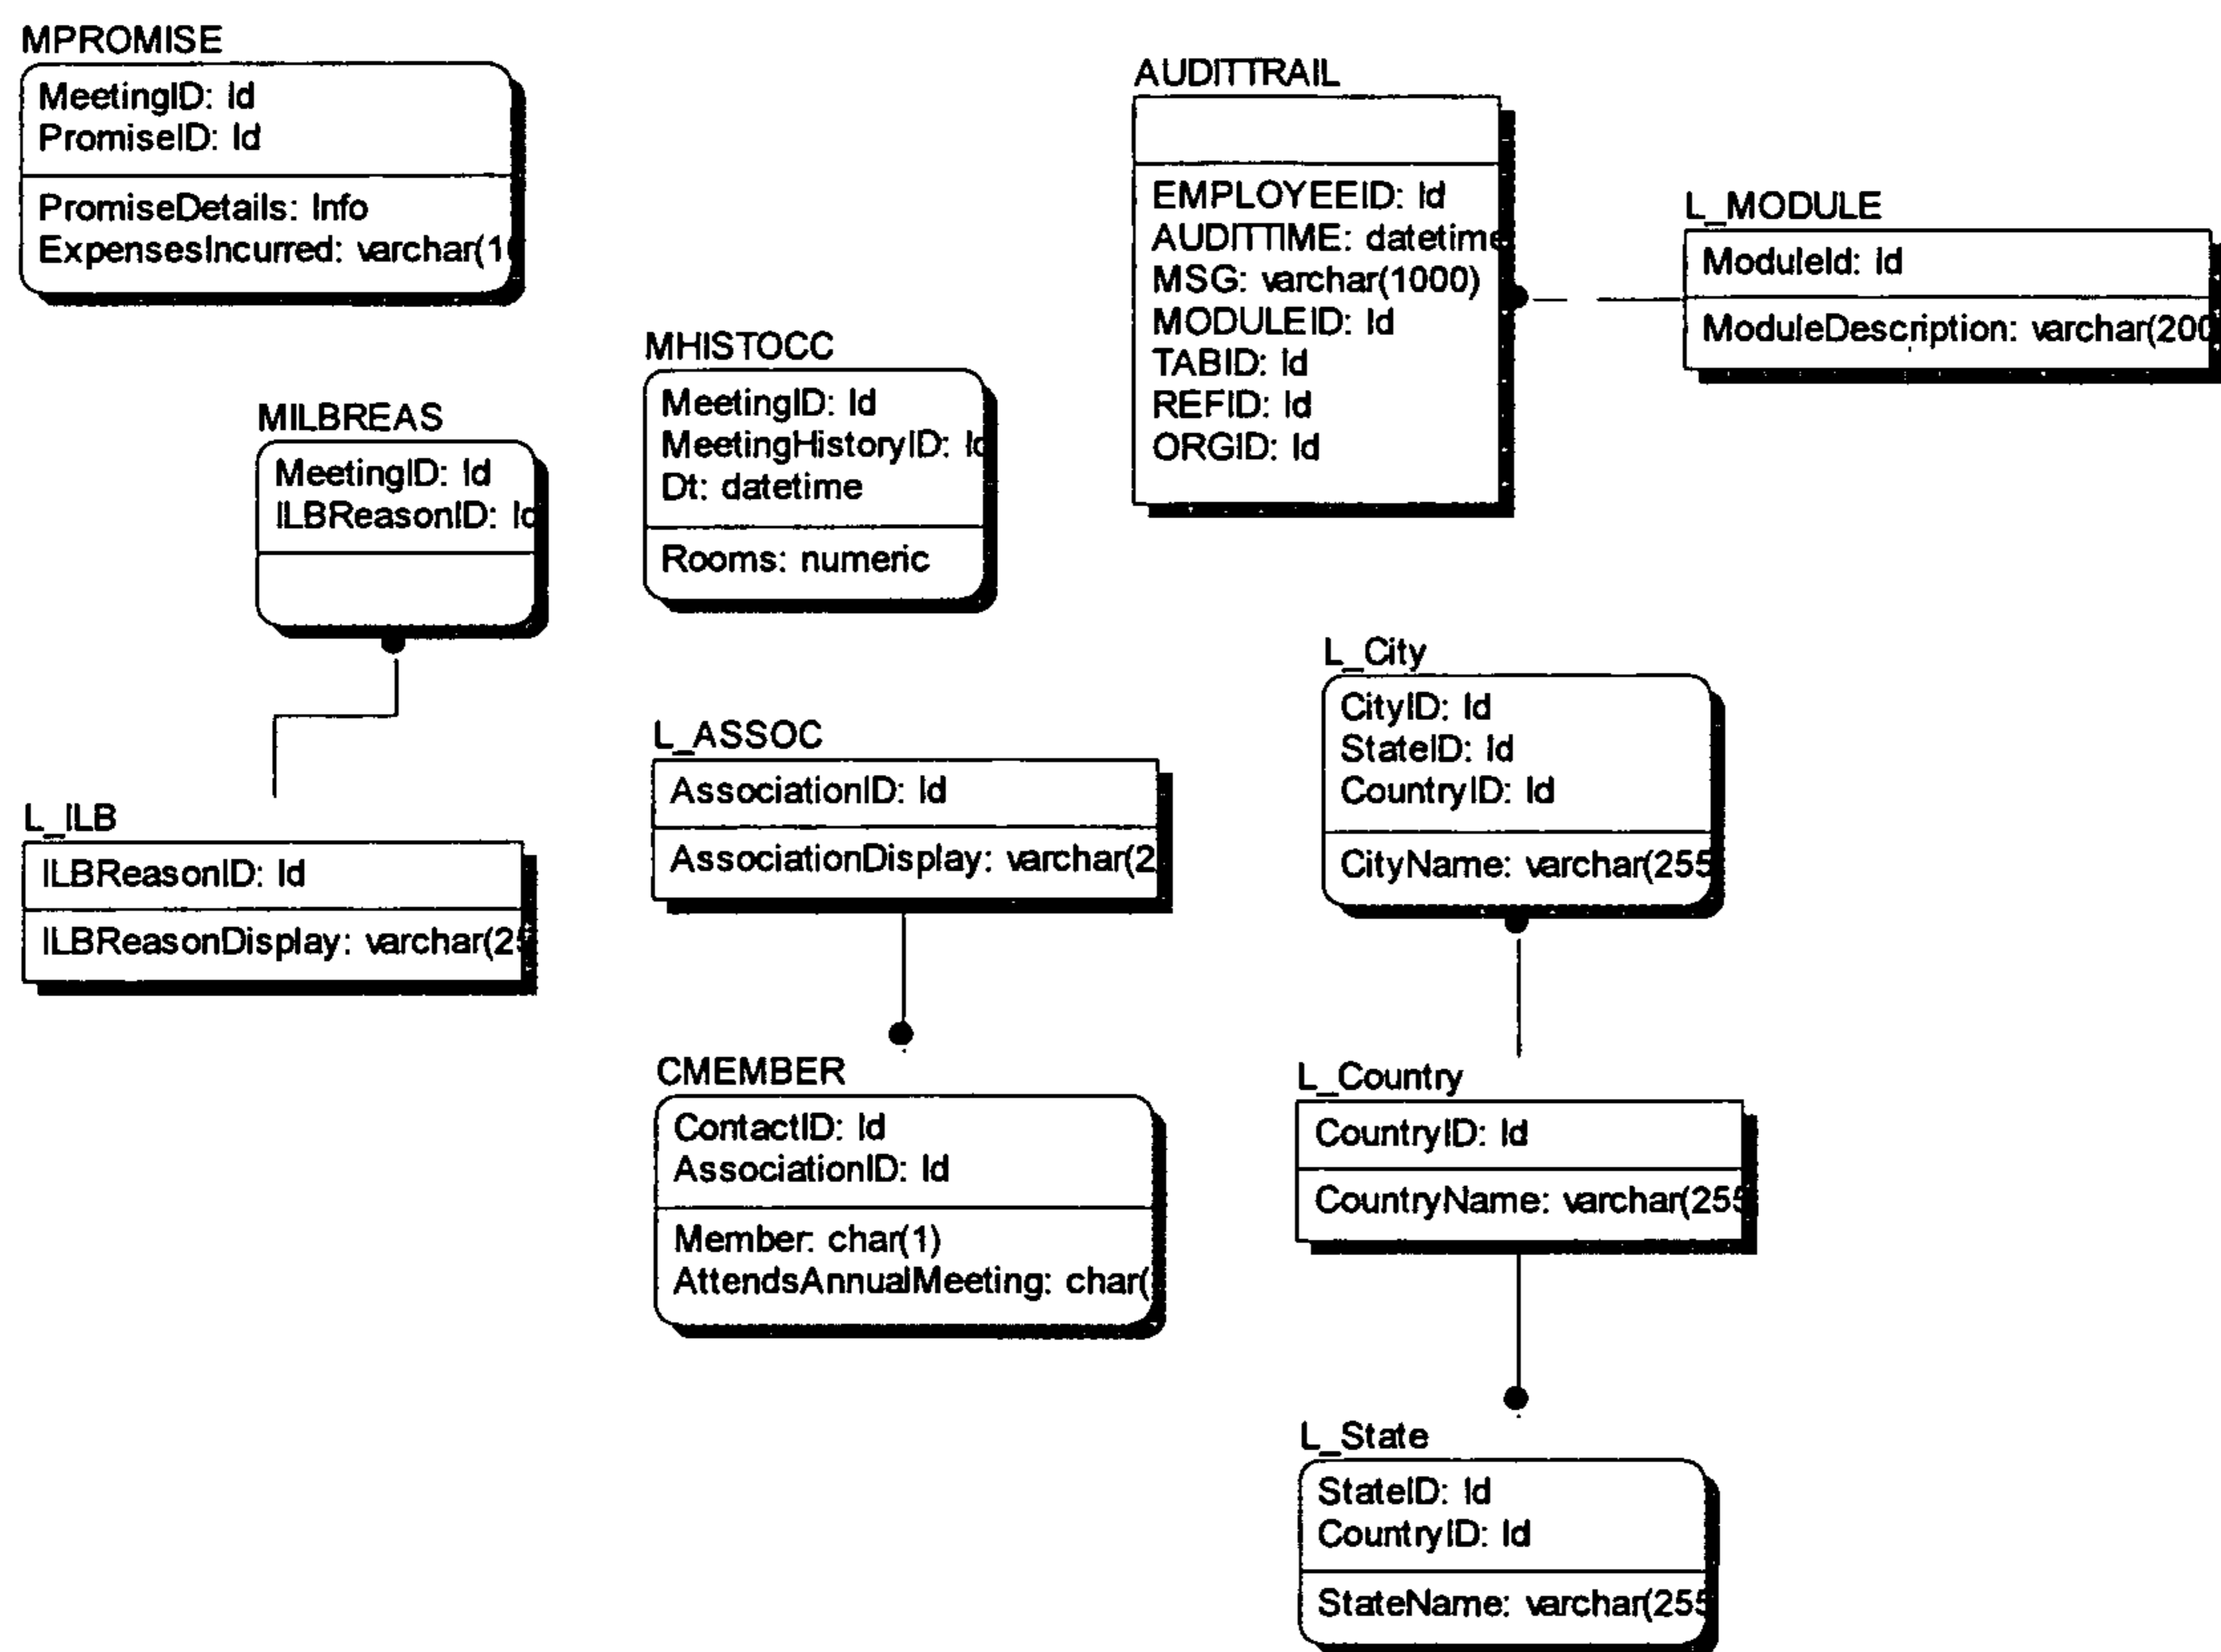 MPROMISE
MeetingID: Id
PromiseID: Id
PromiseDetails: Info
ExpensesIncurred: varchar(1
AUDITTRAIL
EMPLOYEEID: Id
AUDITTIME: datetime
MSG: varchar(1000)
MODULEID: Id
TABID: Id
REFID: Id
ORGID: Id
L_MODULE
ModuleId: Id
ModuleDescription: varchar(200
MHISTOCC
MeetingID: Id
MeetingHistoryID: Id
Dt: datetime
Rooms: numeric
MILBREAS
MeetingID: Id
ILBReasonID: Id
L_ILB
ILBReasonID: Id
ILBReasonDisplay: varchar(25
L_ASSOC
AssociationID: Id
AssociationDisplay: varchar(2
CMEMBER
ContactID: Id
AssociationID: Id
Member: char(1)
AttendsAnnualMeeting: char(
L_City
CityID: Id
StateID: Id
CountryID: Id
CityName: varchar(255
L_Country
CountryID: Id
CountryName: varchar(255
L_State
StateID: Id
CountryID: Id
StateName: varchar(255